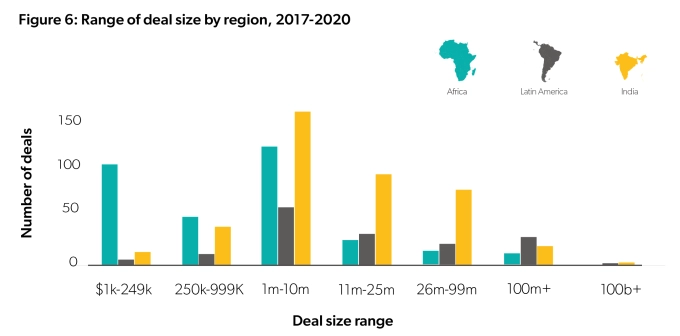 Figure 6: Range of deal size by region, 2017-2020
Africa Latin America India
150
100
50
0
Number of deals
$1k-249k 250k-999K 1m-10m 11m-25m 26m-99m 100m+ 100b+
Deal size range